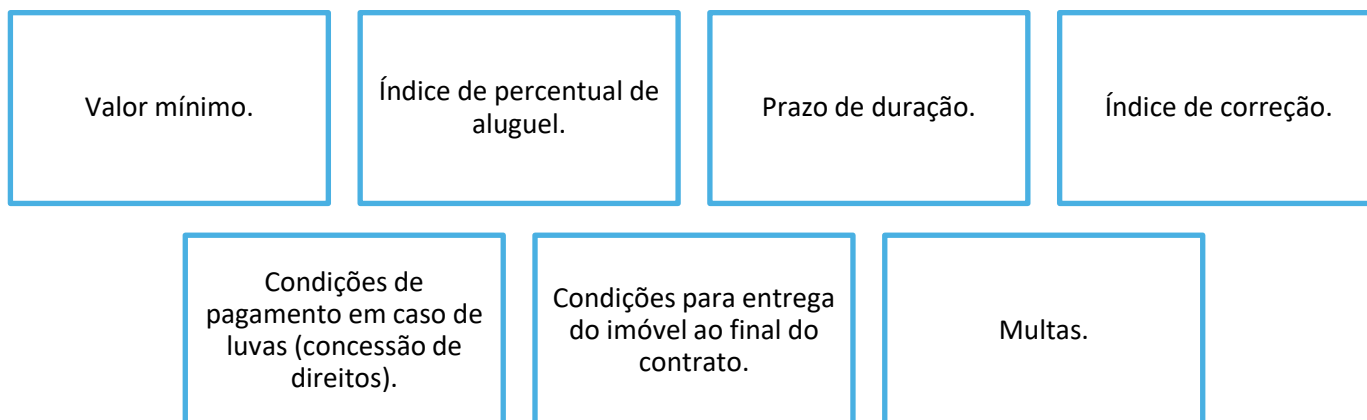 Valor mínimo.
Índice de percentual de
aluguel.
Prazo de duração.
Índice de correção.
Condições de
pagamento em caso de
luvas (concessão de
direitos).
Condições para entrega
do imóvel ao final do
contrato.
Multas.